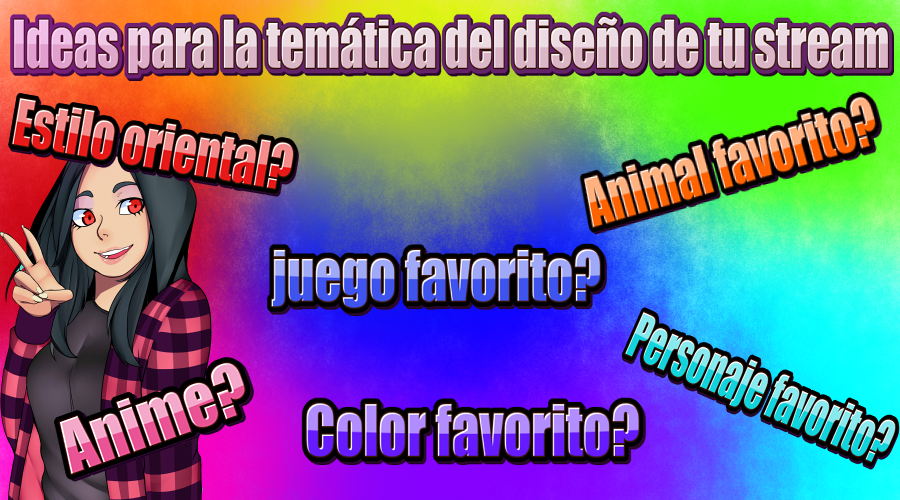 Ideas para la temática del diseño de tu stream
Estilo oriental?
Animal favorito?
juego favorito?
Personaje favorito?
Anime?
Color favorito?